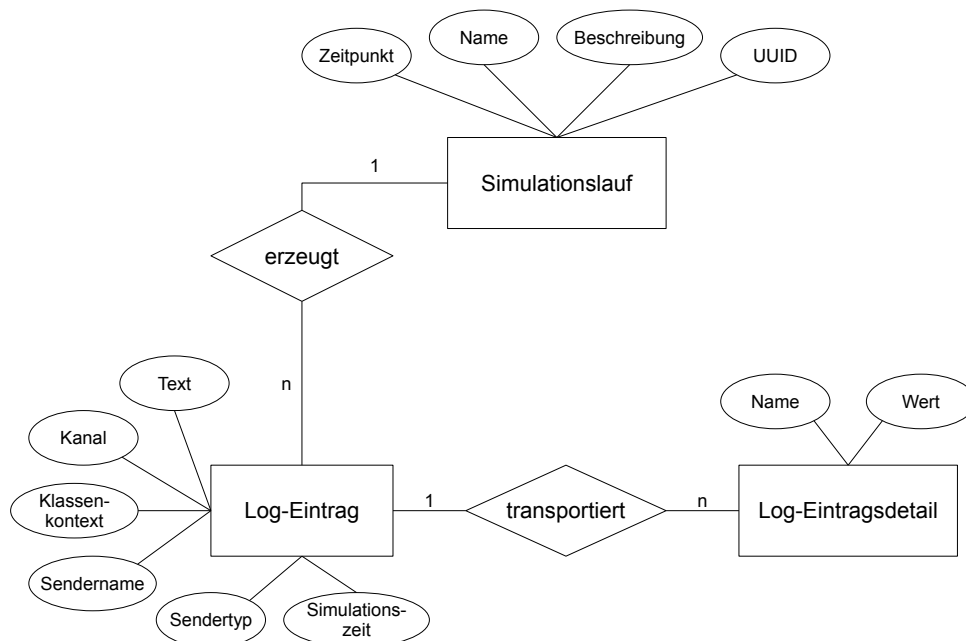 Name
Beschreibung
Zeitpunkt
UUID
1
Simulationslauf
erzeugt
n
Text
Name
Wert
Kanal
Klassen-
kontext
Log-Eintrag
1
transportiert
n
Log-Eintragsdetail
Sendername
Sendertyp
Simulations-
zeit